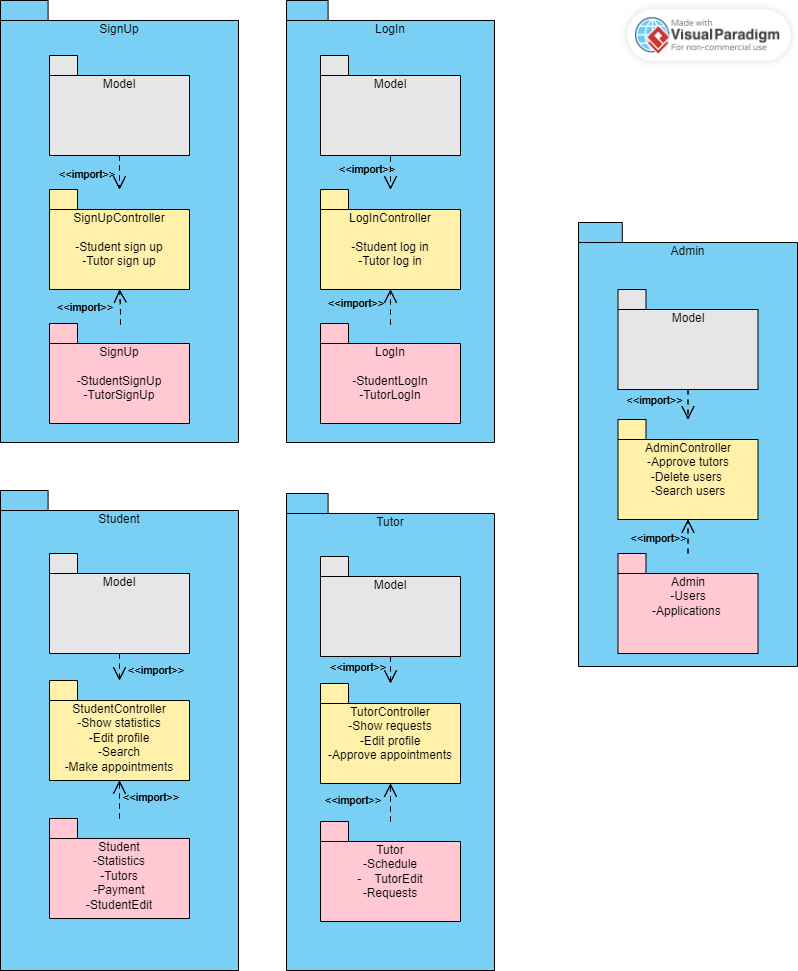 SignUp
Model
<<import>>
SignUpController
-Student sign up
-Tutor sign up
<<import>>
SignUp
-StudentSignUp
-TutorSignUp
LogIn
Model
<<import>>
LogInController
-Student log in
-Tutor log in
<<import>>
LogIn
-StudentLogIn
-TutorLogIn
Made with
Visual Paradigm
For non-commercial use
Admin
Model
<<import>>
AdminController
-Approve tutors
-Delete users
-Search users
<<import>>
Admin
-Users
-Applications
Student
Model
<<import>>
StudentController
-Show statistics
-Edit profile
-Search
-Make appointments
<<import>>
Student
-Statistics
-Tutors
-Payment
-StudentEdit
Tutor
Model
<<import>>
TutorController
-Show requests
-Edit profile
-Approve appointments
<<import>>
Tutor
-Schedule
- TutorEdit
-Requests